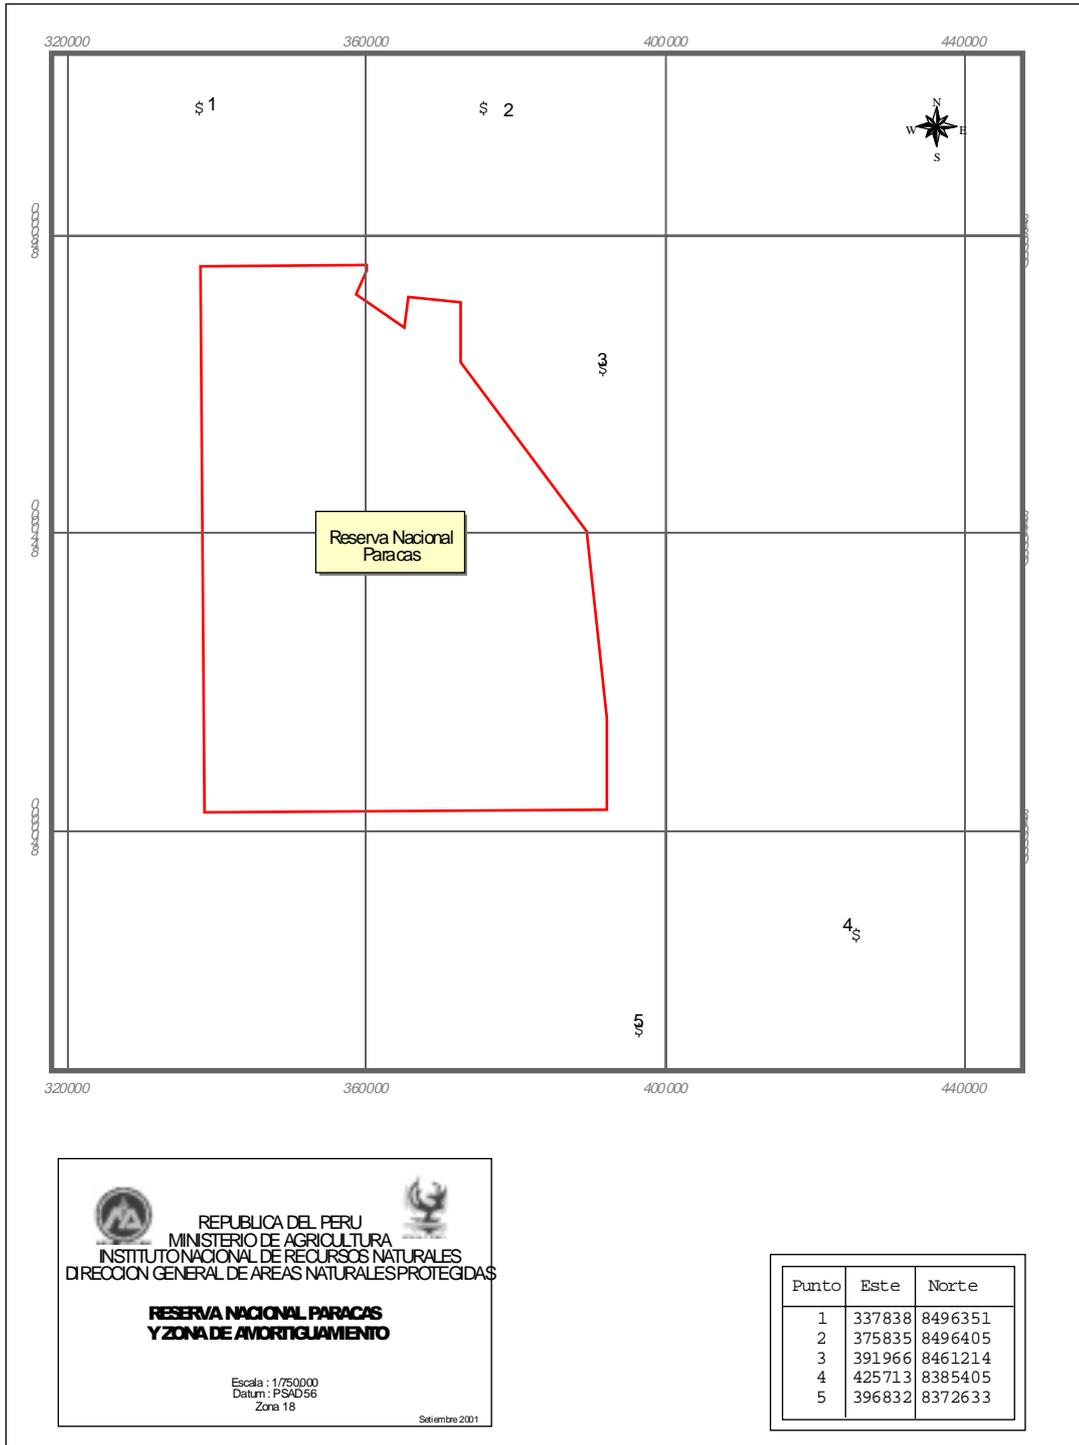 320000 360000 400000 440000
$ 1
$ 2
N
W E
S
3
$
Reserva Nacional
Paracas
4
$
5
$
320000 360000 400000 440000
REPUBLICA DEL PERU
MINISTERIO DE AGRICULTURA
INSTITUTO NACIONAL DE RECURSOS NATURALES
DIRECCION GENERAL DE AREAS NATURALES PROTEGIDAS
RESERVA NACIONAL PARACAS
Y ZONA DE AMORTIGUAMIENTO
Escala : 1/750,000
Datum : PSAD56
Zona 18
Setiembre 2001
Punto Este Norte
1 337838 8496351
2 375835 8496405
3 391966 8461214
4 425713 8385405
5 396832 8372633